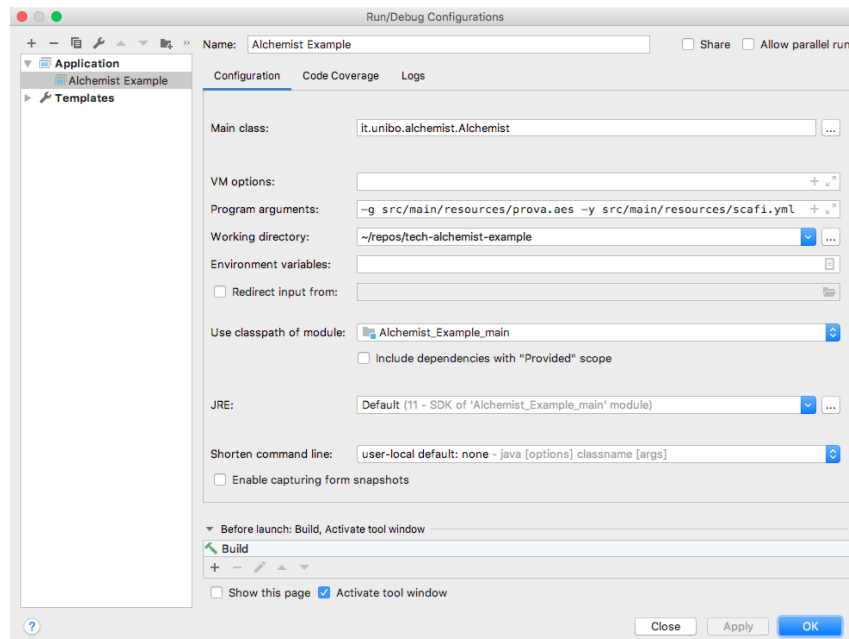 Run/Debug Configurations
Name: Alchemist Example Share Allow parallel run
Application
Alchemist Example
Templates
Configuration Code Coverage Logs
Main class: it.unibo.alchemist.Alchemist ...
VM options:
Program arguments: -g src/main/resources/prova.aes -y src/main/resources/scafi.yml
Working directory: ~/repos/tech-alchemist-example ...
Environment variables:
Redirect input from:
Use classpath of module: Alchemist_Example_main
Include dependencies with "Provided" scope
JRE: Default (11 - SDK of 'Alchemist_Example_main' module) ...
Shorten command line: user-local default: none - java [options] classname [args]
Enable capturing form snapshots
Before launch: Build, Activate tool window
Build
Show this page Activate tool window
? Close Apply OK